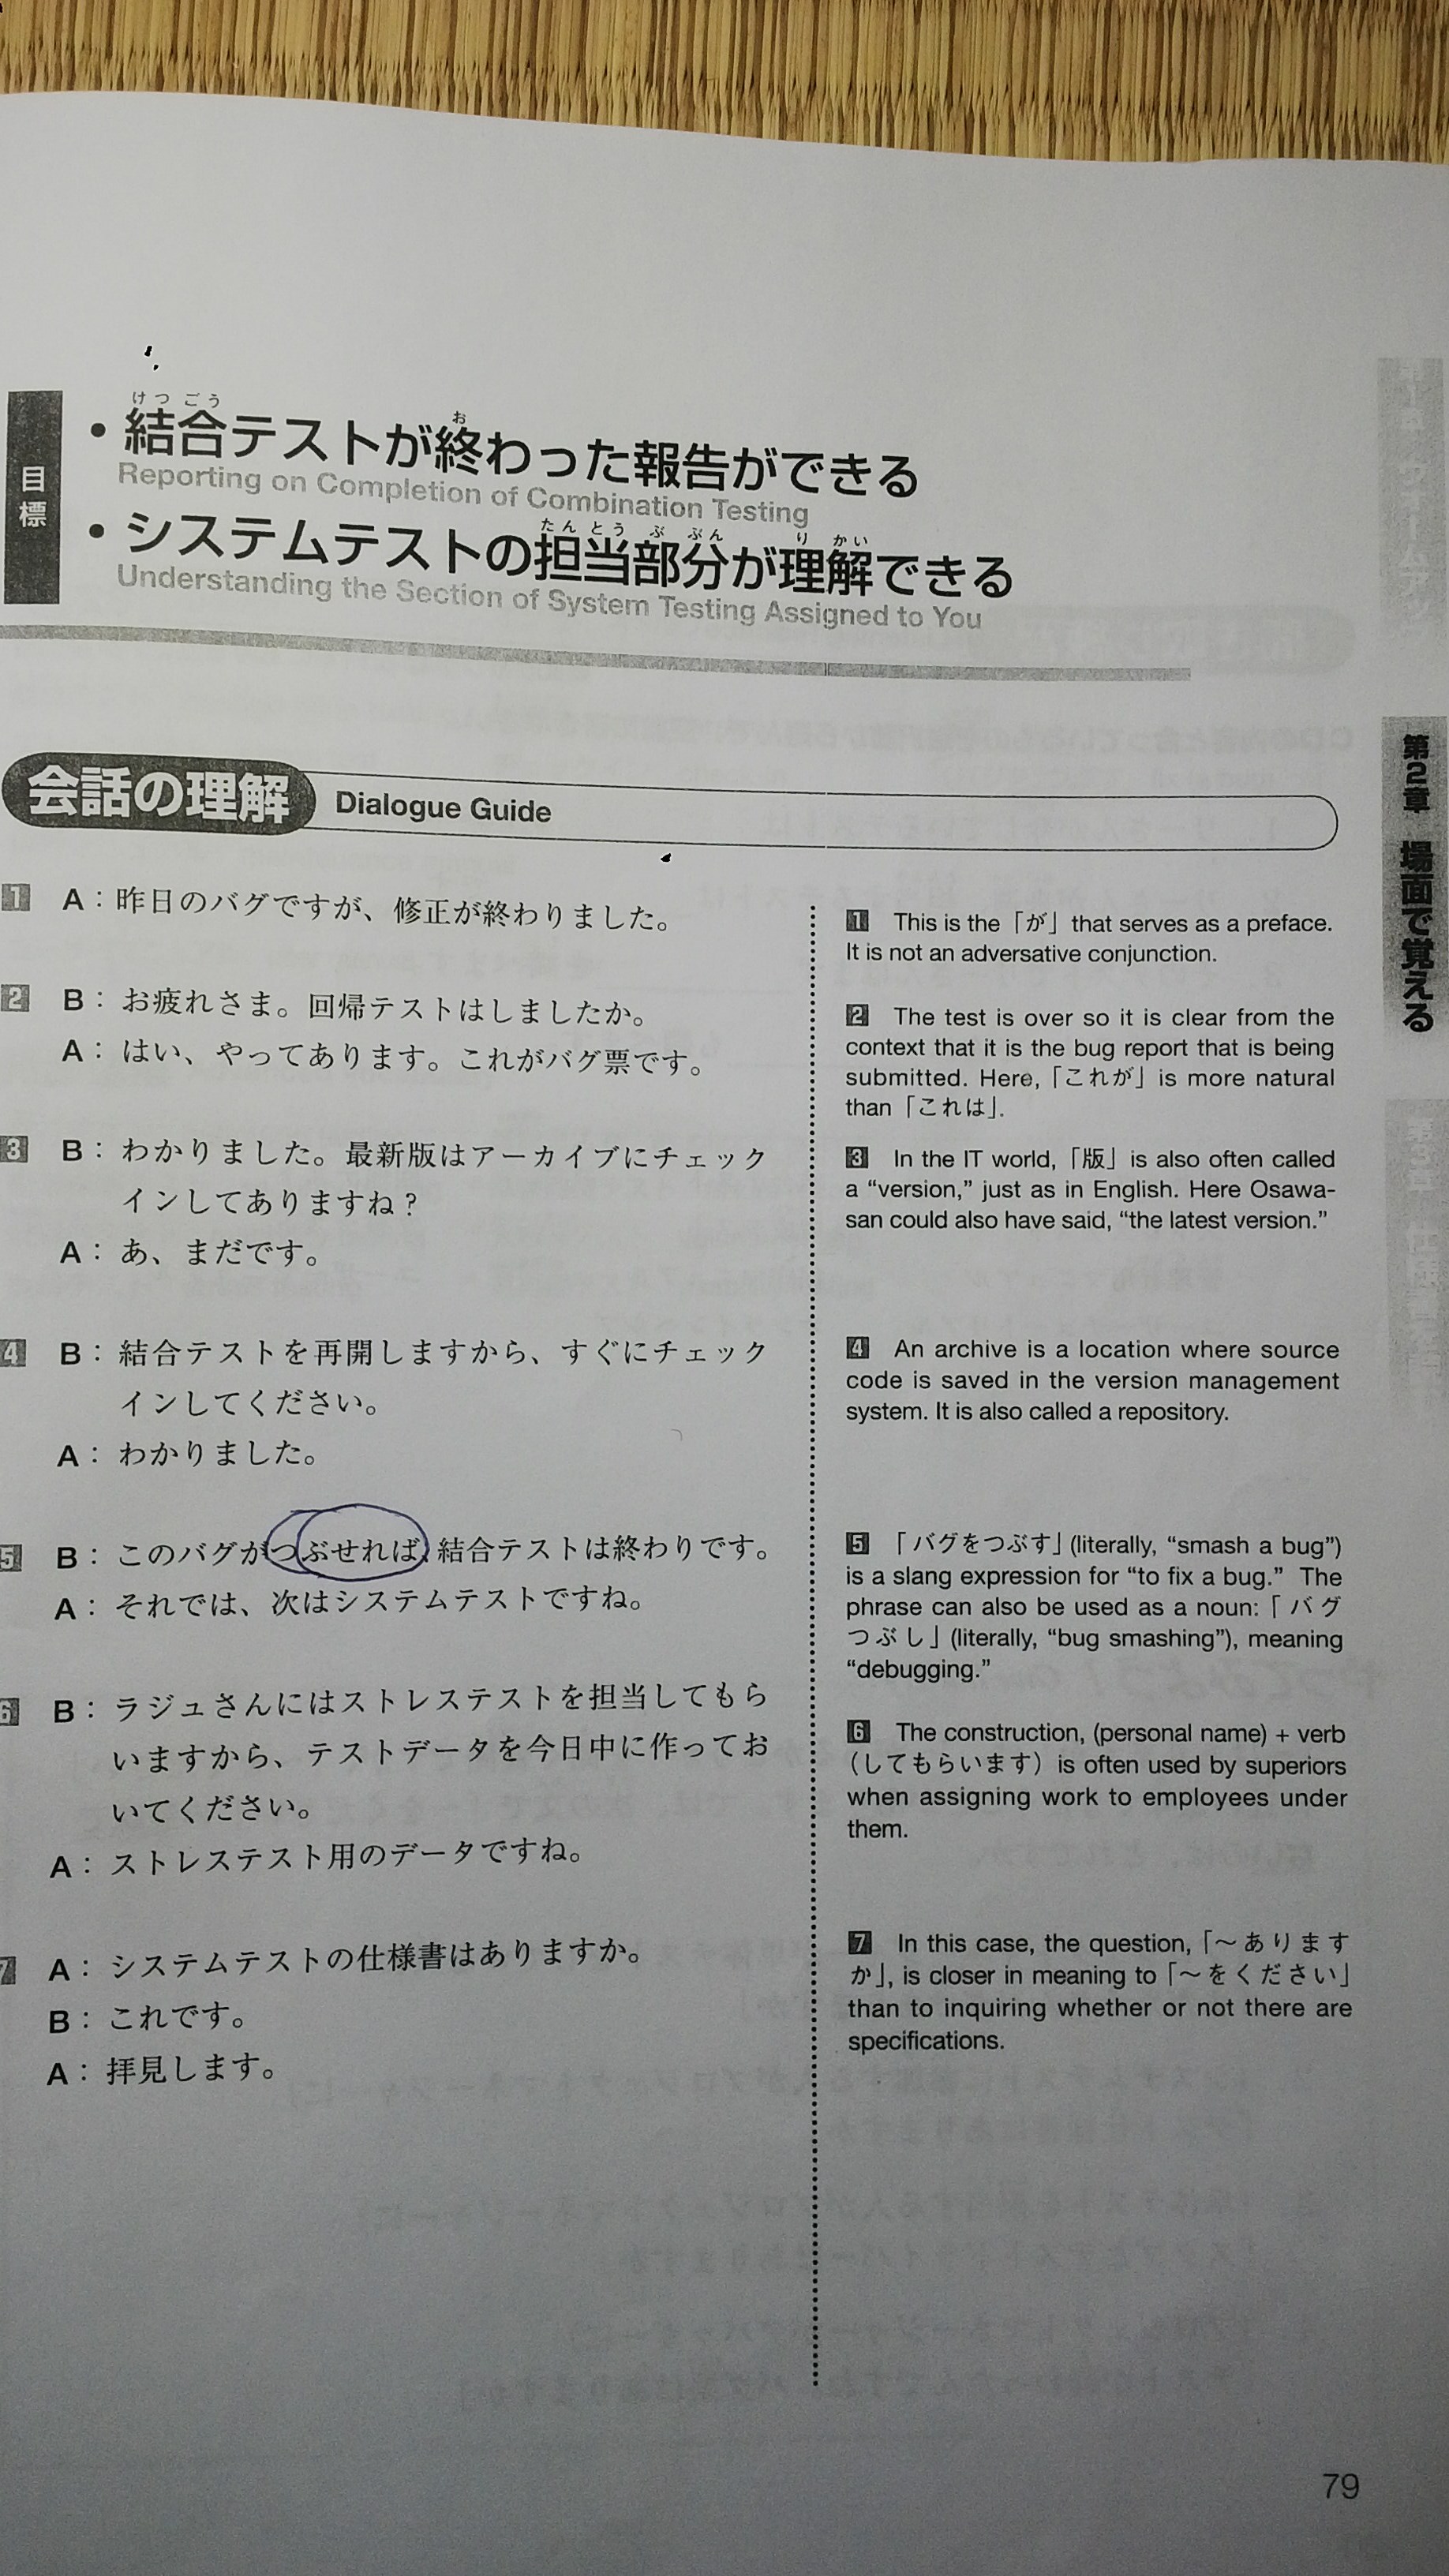 目標
• 結合テストが終わった報告ができる
けつごう お
Reporting on Completion of Combination Testing
• システムテストの担当部分が理解できる
たんとう ぶ ぶん り かい
Understanding the Section of System Testing Assigned to You
会話の理解 Dialogue Guide
1 A：昨日のバグですが、修正が終わりました。
2 B：お疲れさま。回帰テストはしましたか。
A：はい、やってあります。これがバグ票です。
3 B：わかりました。最新版はアーカイブにチェック
インしてありますね？
A：あ、まだです。
4 B：結合テストを再開しますから、すぐにチェック
インしてください。
A：わかりました。
5 B：このバグがつぶせれば、結合テストは終わりです。
A：それでは、次はシステムテストですね。
6 B：ラジュさんにはストレステストを担当してもら
いますから、テストデータを今日中に作ってお
いてください。
A：ストレステスト用のデータですね。
7 A：システムテストの仕様書はありますか。
B：これです。
A：拝見します。
1 This is the「が」that serves as a preface.
It is not an adversative conjunction.
2 The test is over so it is clear from the
context that it is the bug report that is being
submitted. Here,「これが」is more natural
than「これは」.
3 In the IT world,「版」is also often called
a “version,” just as in English. Here Osawa-
san could also have said, “the latest version.”
4 An archive is a location where source
code is saved in the version management
system. It is also called a repository.
5 「バグをつぶす」(literally, “smash a bug”)
is a slang expression for “to fix a bug.” The
phrase can also be used as a noun:「バグ
つぶし」(literally, “bug smashing”), meaning
“debugging.”
6 The construction, (personal name) + verb
(してもらいます) is often used by superiors
when assigning work to employees under
them.
7 In this case, the question,「～あります
か」, is closer in meaning to「～をください」
than to inquiring whether or not there are
specifications.
第2章
場面で覚える
79